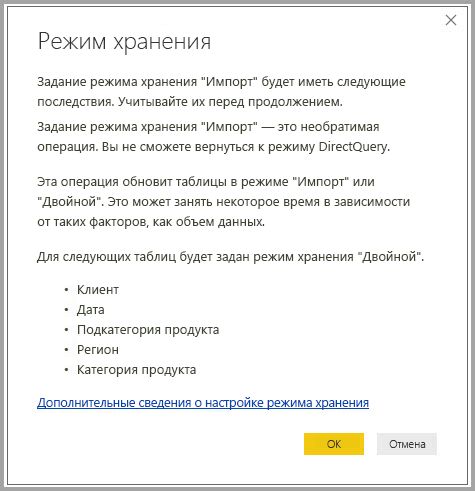 Режим хранения
Задание режима хранения "Импорт" будет иметь следующие
последствия. Учитывайте их перед продолжением.
Задание режима хранения "Импорт" — это необратимая
операция. Вы не сможете вернуться к режиму DirectQuery.
Эта операция обновит таблицы в режиме "Импорт" или
"Двойной". Это может занять некоторое время в зависимости
от таких факторов, как объем данных.
Для следующих таблиц будет задан режим хранения "Двойной".
• Клиент
• Дата
• Подкатегория продукта
• Регион
• Категория продукта
Дополнительные сведения о настройке режима хранения
ОК
Отмена